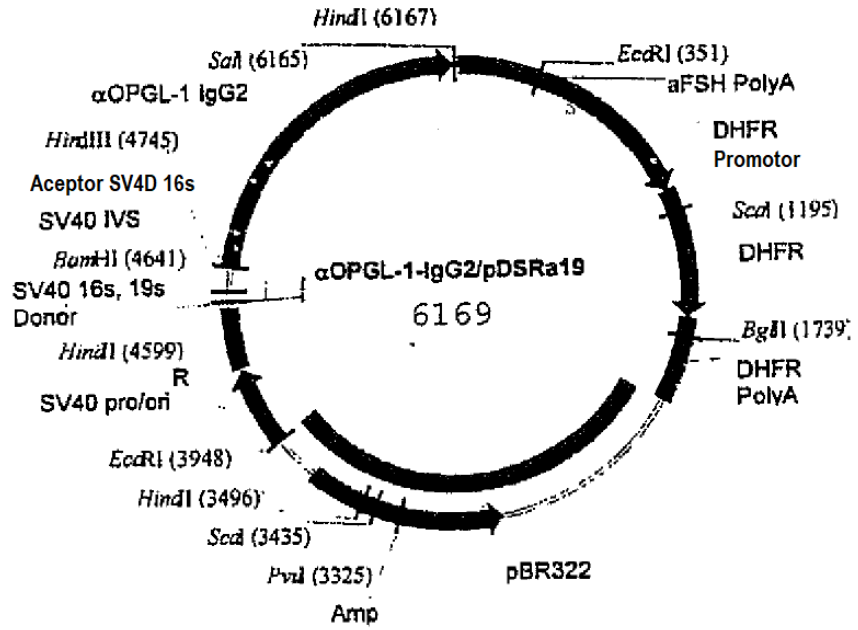 HindI (6167)
SalI (6165)
EcoRI (351)
aFSH PolyA
αOPGL-1 IgG2
DHFR
Promotor
HindIII (4745)
Aceptor SV4D 16s
SV40 IVS
ScaI (1195)
DHFR
BamHI (4641)
αOPGL-1-IgG2/pDSRa19
6169
SV40 16s, 19s
Donor
BglII (1739)
HindI (4599)
R
DHFR
PolyA
SV40 pro/ori
EcoRI (3948)
HindI (3496)
ScaI (3435)
PvuI (3325)
pBR322
Amp